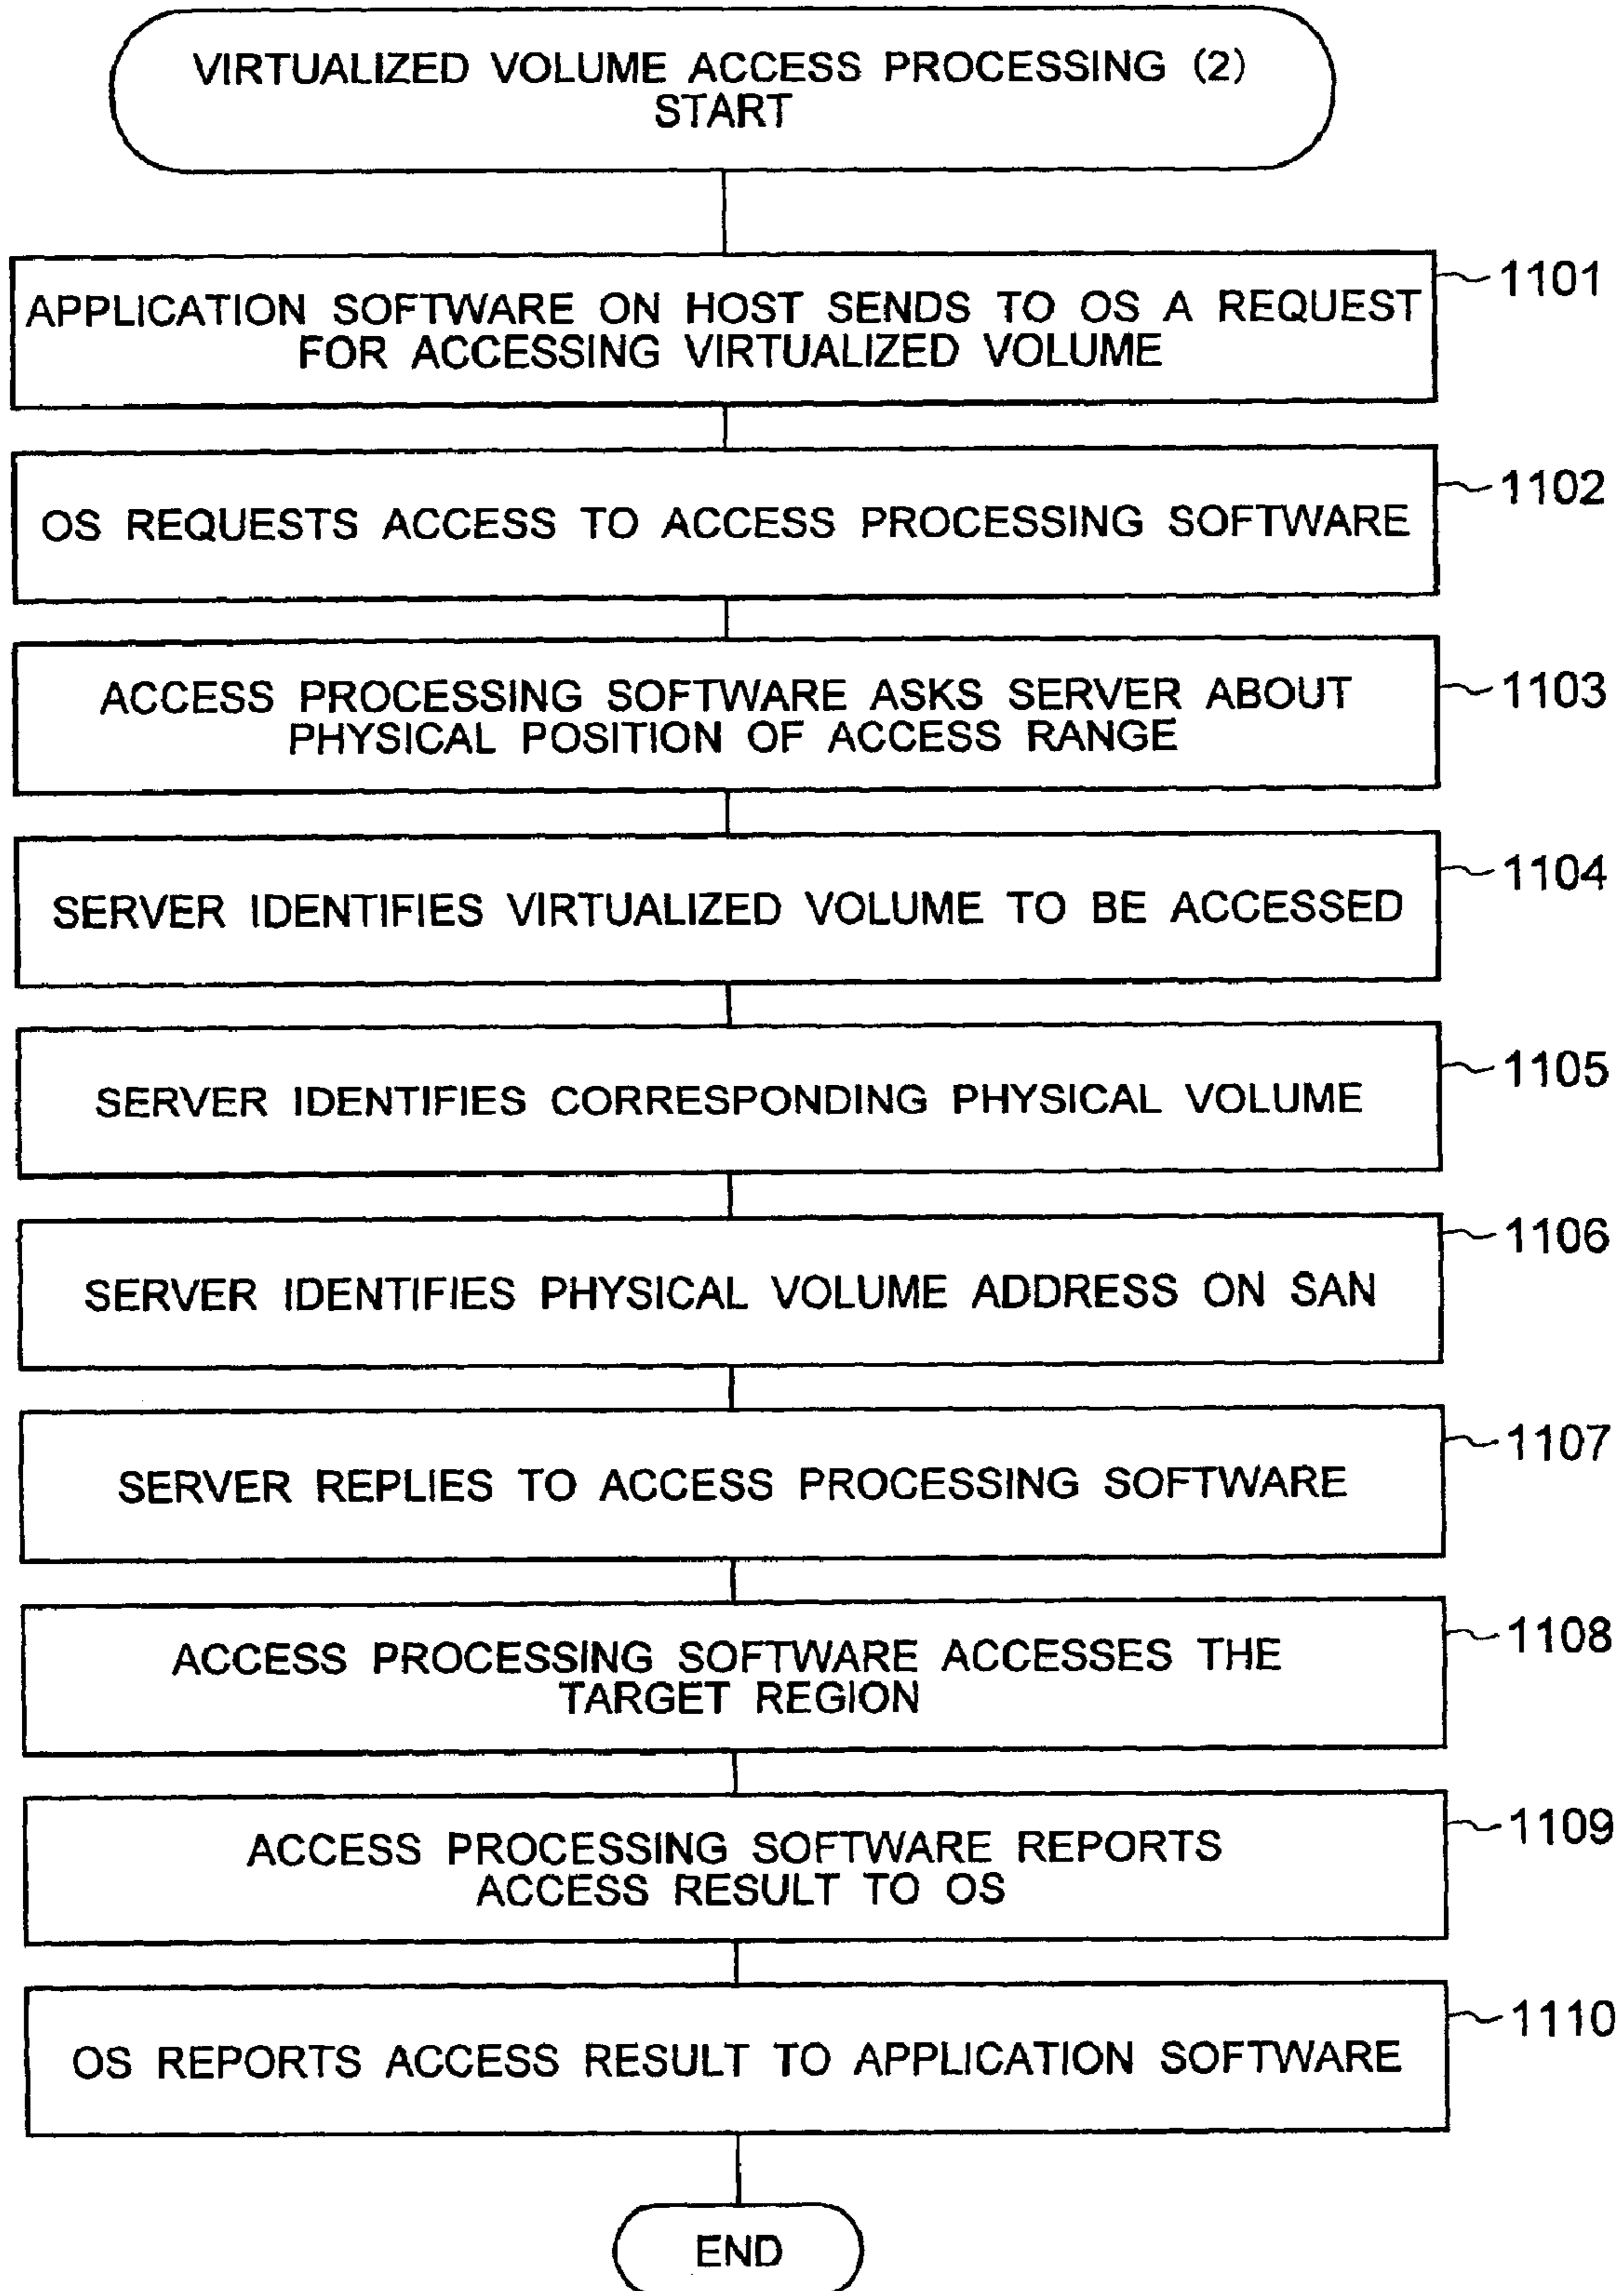 VIRTUALIZED VOLUME ACCESS PROCESSING (2)
START
APPLICATION SOFTWARE ON HOST SENDS TO OS A REQUEST
FOR ACCESSING VIRTUALIZED VOLUME
1101
OS REQUESTS ACCESS TO ACCESS PROCESSING SOFTWARE
1102
ACCESS PROCESSING SOFTWARE ASKS SERVER ABOUT
PHYSICAL POSITION OF ACCESS RANGE
1103
SERVER IDENTIFIES VIRTUALIZED VOLUME TO BE ACCESSED
1104
SERVER IDENTIFIES CORRESPONDING PHYSICAL VOLUME
1105
SERVER IDENTIFIES PHYSICAL VOLUME ADDRESS ON SAN
1106
SERVER REPLIES TO ACCESS PROCESSING SOFTWARE
1107
ACCESS PROCESSING SOFTWARE ACCESSES THE
TARGET REGION
1108
ACCESS PROCESSING SOFTWARE REPORTS
ACCESS RESULT TO OS
1109
OS REPORTS ACCESS RESULT TO APPLICATION SOFTWARE
1110
END